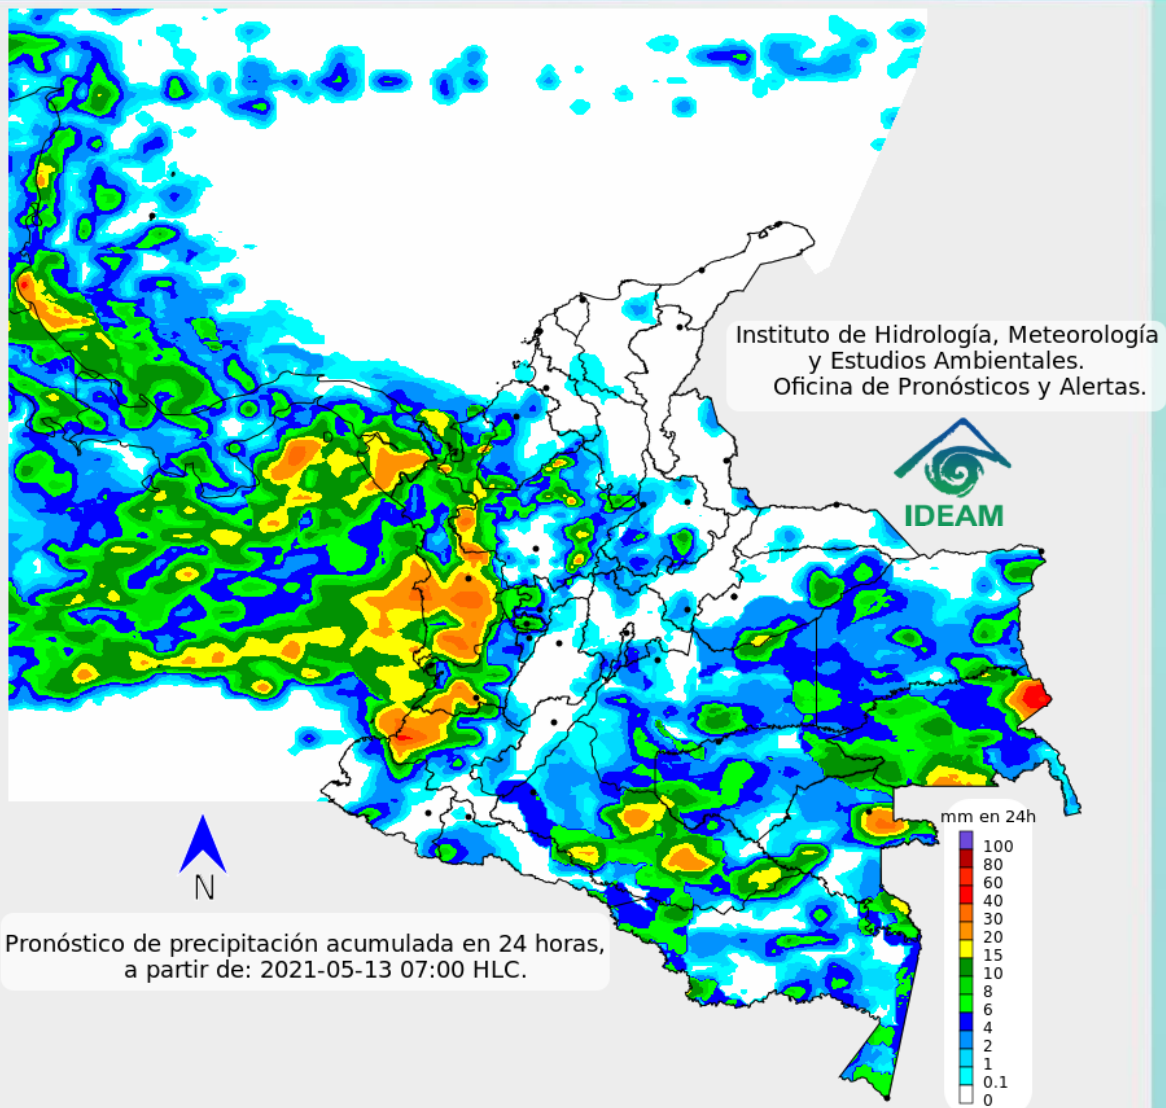 Instituto de Hidrología, Meteorología
y Estudios Ambientales.
Oficina de Pronósticos y Alertas.
IDEAM
mm en 24h
100
80
60
40
30
20
15
10
8
6
4
2
1
0.1
0
N
Pronóstico de precipitación acumulada en 24 horas,
a partir de: 2021-05-13 07:00 HLC.